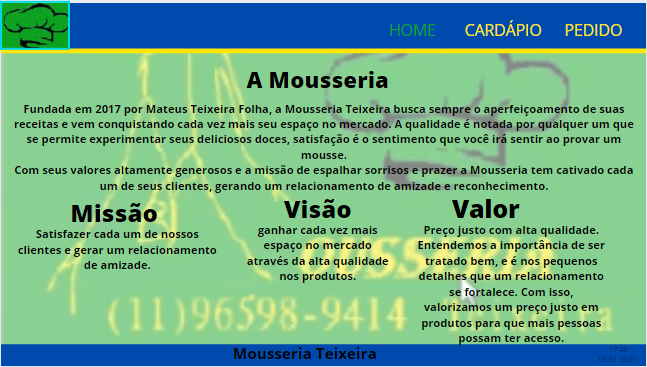 HOME CARDÁPIO PEDIDO
A Mousseria
Fundada em 2017 por Mateus Teixeira Folha, a Mousseria Teixeira busca sempre o aperfeiçoamento de suas
receitas e vem conquistando cada vez mais seu espaço no mercado. A qualidade é notada por qualquer um que
se permite experimentar seus deliciosos doces, satisfação é o sentimento que você irá sentir ao provar um
mousse.
Com seus valores altamente generosos e a missão de espalhar sorrisos e prazer a Mousseria tem cativado cada
um de seus clientes, gerando um relacionamento de amizade e reconhecimento.
Missão
Satisfazer cada um de nossos
clientes e gerar um relacionamento
de amizade.
Visão
ganhar cada vez mais
espaço no mercado
através da alta qualidade
nos produtos.
Valor
Preço justo com alta qualidade.
Entendemos a importância de ser
tratado bem, e é nos pequenos
detalhes que um relacionamento
se fortalece. Com isso,
valorizamos um preço justo em
produtos para que mais pessoas
possam ter acesso.
(11)96598-9414
Mousseria Teixeira